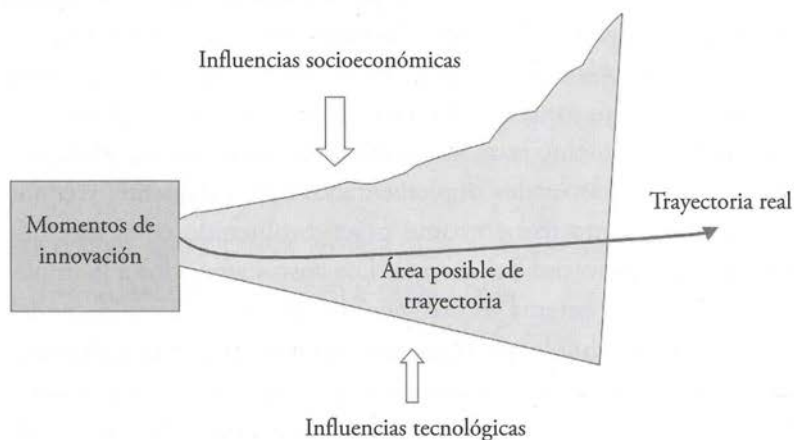 Influencias socioeconómicas
Momentos de
innovación
Trayectoria real
Área posible de
trayectoria
Influencias tecnológicas